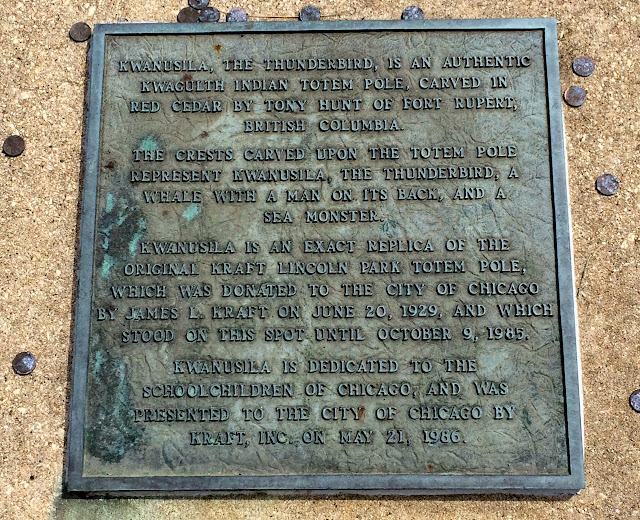 KWANUSILA, THE THUNDERBIRD, IS AN AUTHENTIC
KWAGULTH INDIAN TOTEM POLE, CARVED IN
RED CEDAR BY TONY HUNT OF FORT RUPERT,
BRITISH COLUMBIA.
THE CRESTS CARVED UPON THE TOTEM POLE
REPRESENT KWANUSILA, THE THUNDERBIRD, A
WHALE WITH A MAN ON ITS BACK, AND A
SEA MONSTER.
KWANUSILA IS AN EXACT REPLICA OF THE
ORIGINAL KRAFT LINCOLN PARK TOTEM POLE,
WHICH WAS DONATED TO THE CITY OF CHICAGO
BY JAMES L. KRAFT ON JUNE 20, 1929, AND WHICH
STOOD ON THIS SPOT UNTIL OCTOBER 9, 1985.
KWANUSILA IS DEDICATED TO THE
SCHOOLCHILDREN OF CHICAGO, AND WAS
PRESENTED TO THE CITY OF CHICAGO BY
KRAFT, INC. ON MAY 21, 1986.